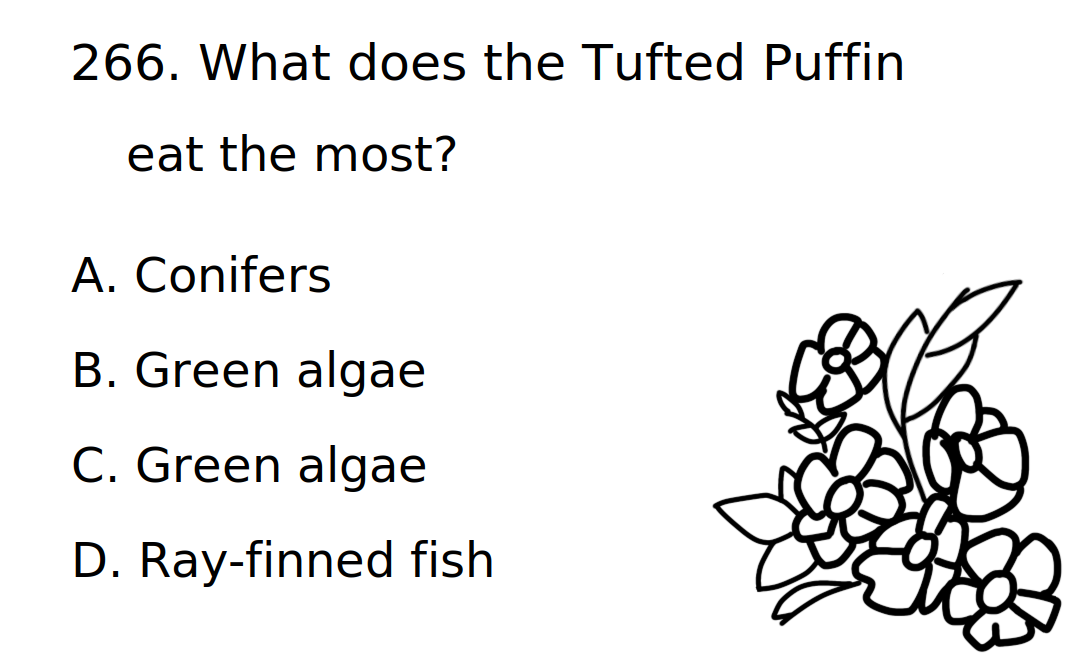 266. What does the Tufted Puffin
eat the most?
A. Conifers
B. Green algae
C. Green algae
D. Ray-finned fish